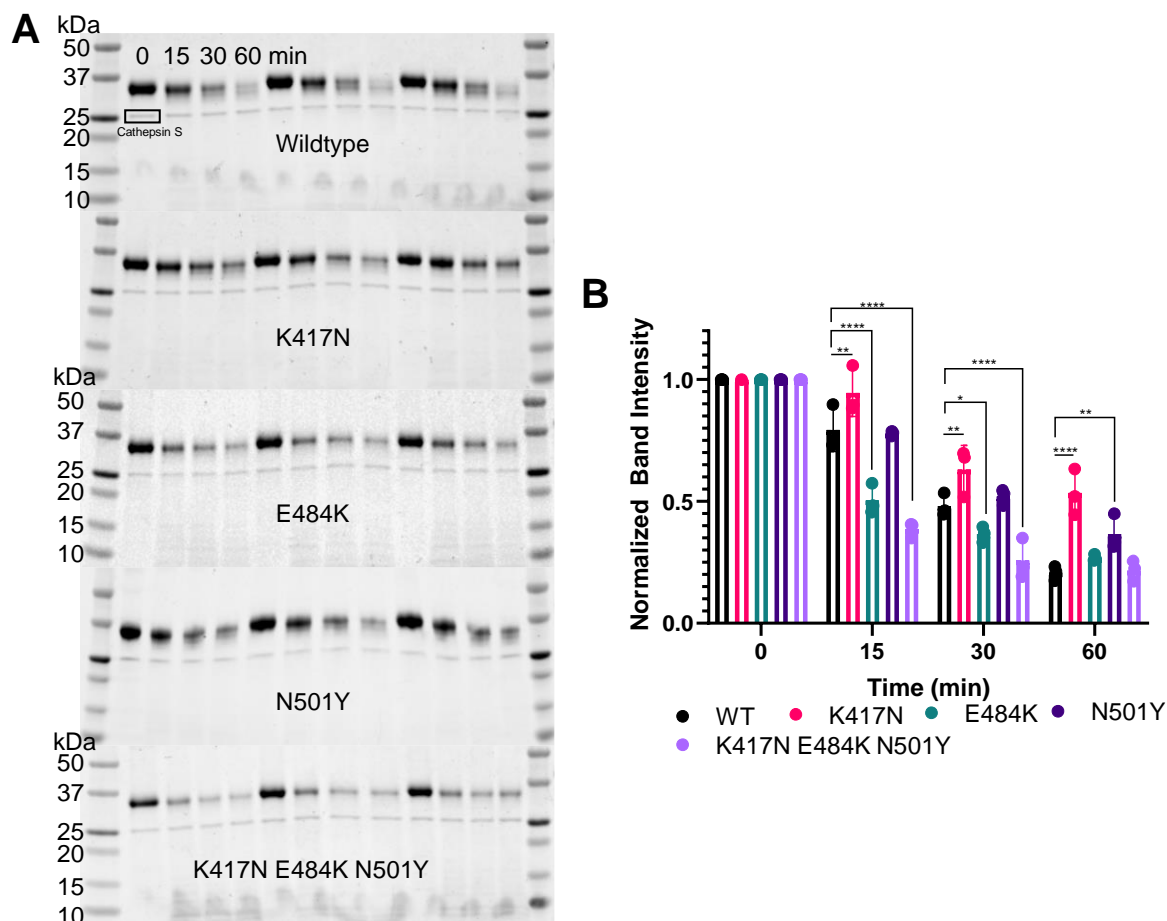 A
kDa
50
37
25
20
15
10
0 15 30 60 min
Cathepsin S
Wildtype
K417N
kDa
50
37
25
20
15
10
E484K
N501Y
kDa
50
37
25
20
15
10
K417N E484K N501Y
B
Normalized Band Intensity
1.0
0.5
0.0
****
****
**
****
*
**
**
****
0 15 30 60
Time (min)
WT K417N E484K N501Y
K417N E484K N501Y